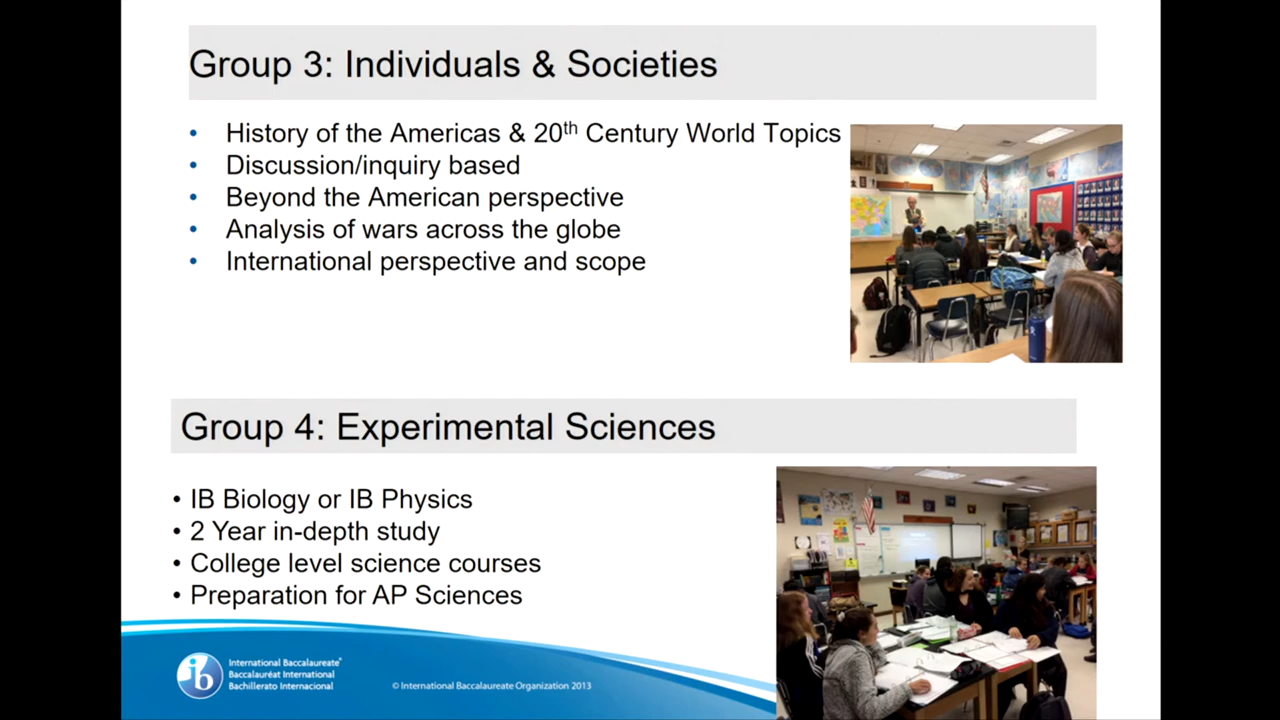 Group 3: Individuals & Societies
• History of the Americas & 20th Century World Topics
• Discussion/inquiry based
• Beyond the American perspective
• Analysis of wars across the globe
• International perspective and scope
Group 4: Experimental Sciences
• IB Biology or IB Physics
• 2 Year in-depth study
• College level science courses
• Preparation for AP Sciences
ib
International Baccalaureate®
Baccalauréat International
Bachillerato Internacional
© International Baccalaureate Organization 2013